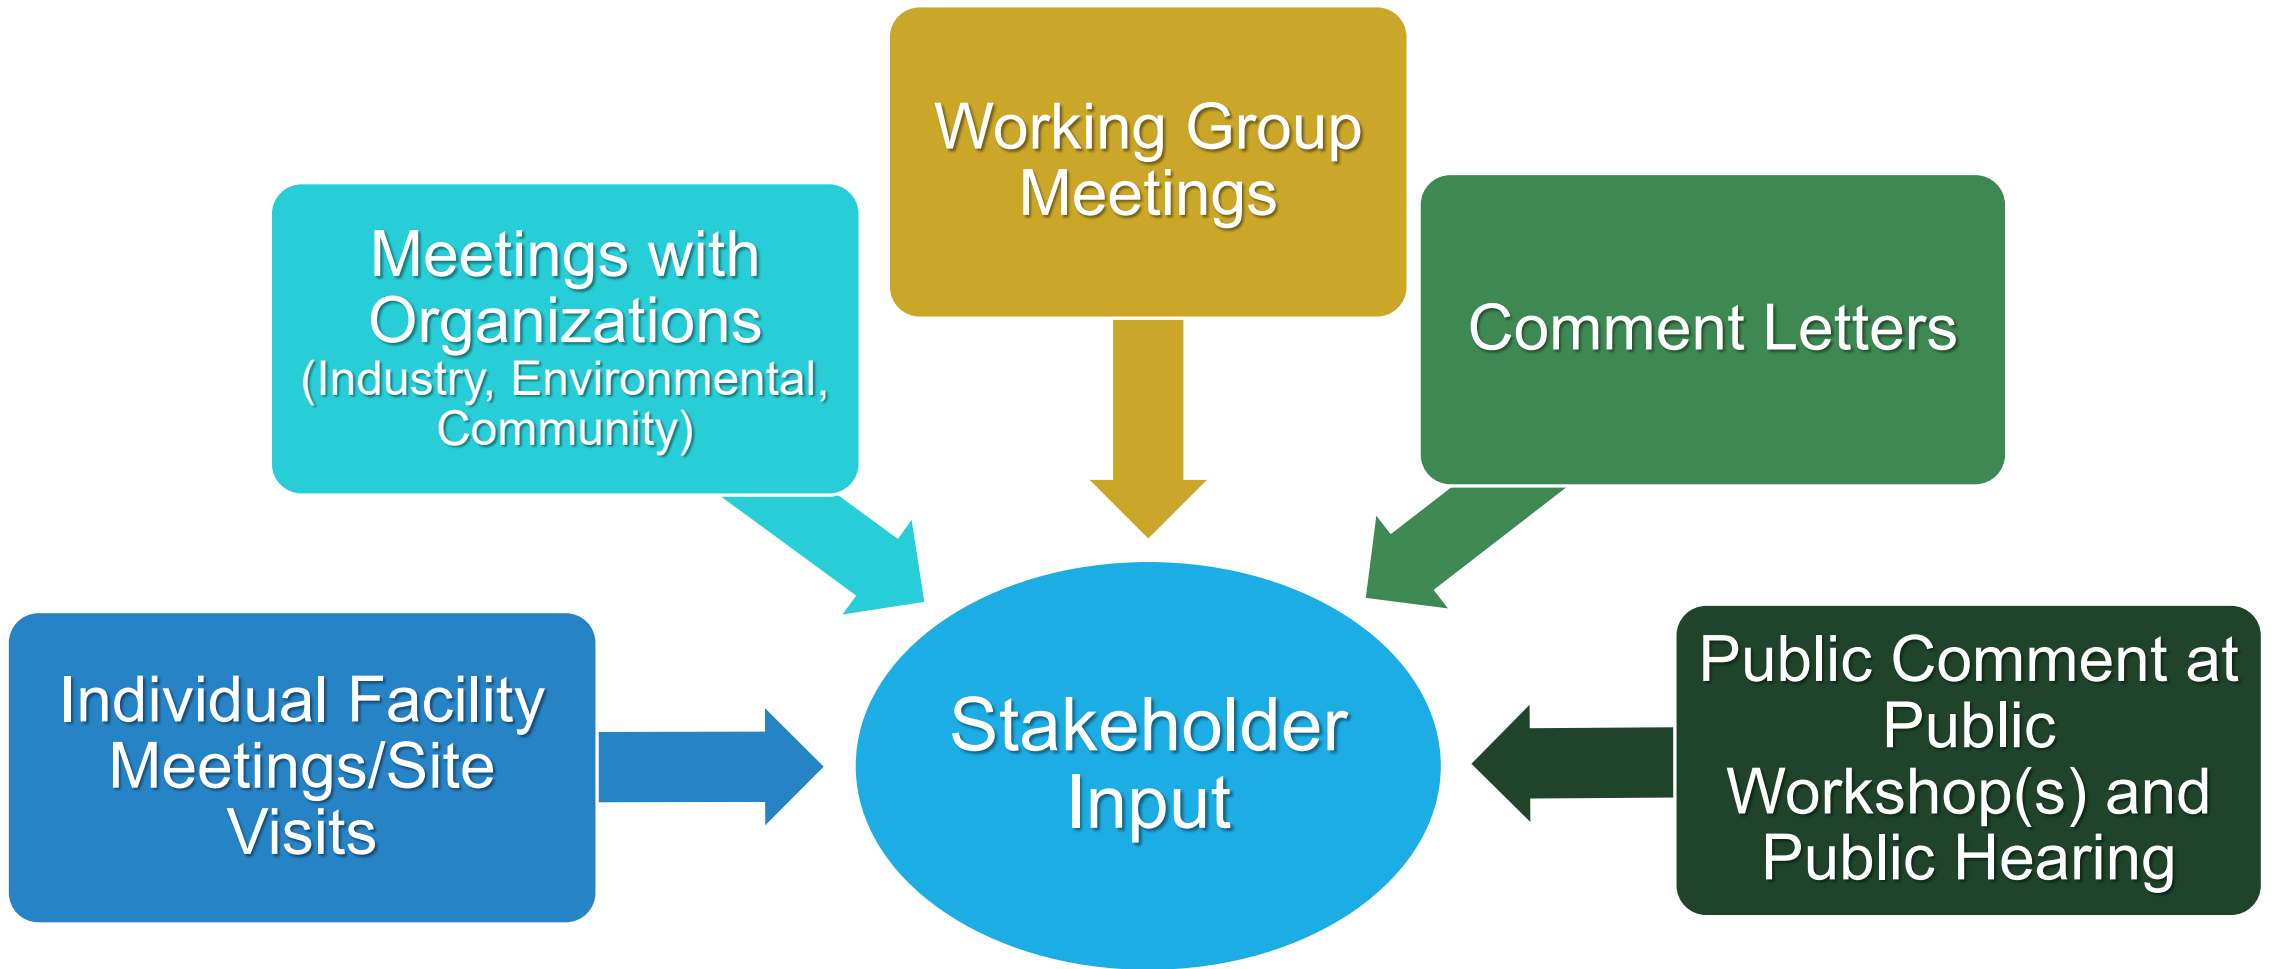 Working Group
Meetings
Meetings with
Organizations
(Industry, Environmental,
Community)
Comment Letters
Individual Facility
Meetings/Site
Visits
Stakeholder
Input
Public Comment at
Public
Workshop(s) and
Public Hearing